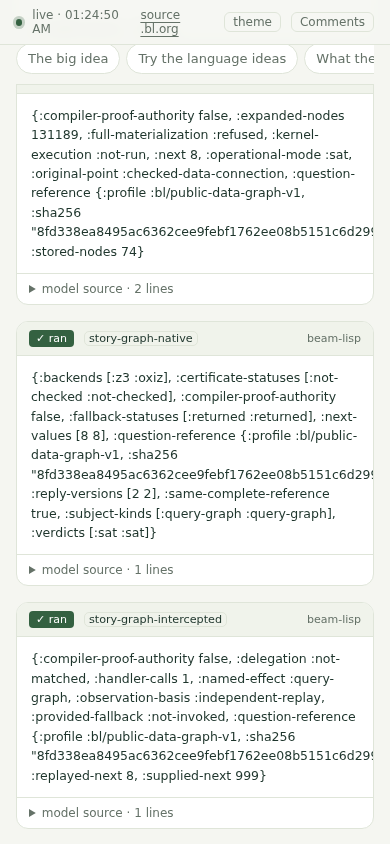 live · 01:24:50 AM
source.bl.org
theme
Comments
The big idea
Try the language ideas
What the
{:compiler-proof-authority false, :expanded-nodes
131189, :full-materialization :refused, :kernel-
execution :not-run, :next 8, :operational-mode :sat,
:original-point :checked-data-connection, :question-
reference {:profile :bl/public-data-graph-v1,
:sha256
"8fd338ea8495ac6362cee9febf1762ee08b5151c6d299
:stored-nodes 74}
model source · 2 lines
✓ ran
story-graph-native
beam-lisp
{:backends [:z3 :oxiz], :certificate-statuses [:not-
checked :not-checked], :compiler-proof-authority
false, :fallback-statuses [:returned :returned], :next-
values [8 8], :question-reference {:profile :bl/public-
data-graph-v1, :sha256
"8fd338ea8495ac6362cee9febf1762ee08b5151c6d299
:reply-versions [2 2], :same-complete-reference
true, :subject-kinds [:query-graph :query-graph],
:verdicts [:sat :sat]}
model source · 1 lines
✓ ran
story-graph-intercepted
beam-lisp
{:compiler-proof-authority false, :delegation :not-
matched, :handler-calls 1, :named-effect :query-
graph, :observation-basis :independent-replay,
:provided-fallback :not-invoked, :question-reference
{:profile :bl/public-data-graph-v1, :sha256
"8fd338ea8495ac6362cee9febf1762ee08b5151c6d299
:replayed-next 8, :supplied-next 999}
model source · 1 lines